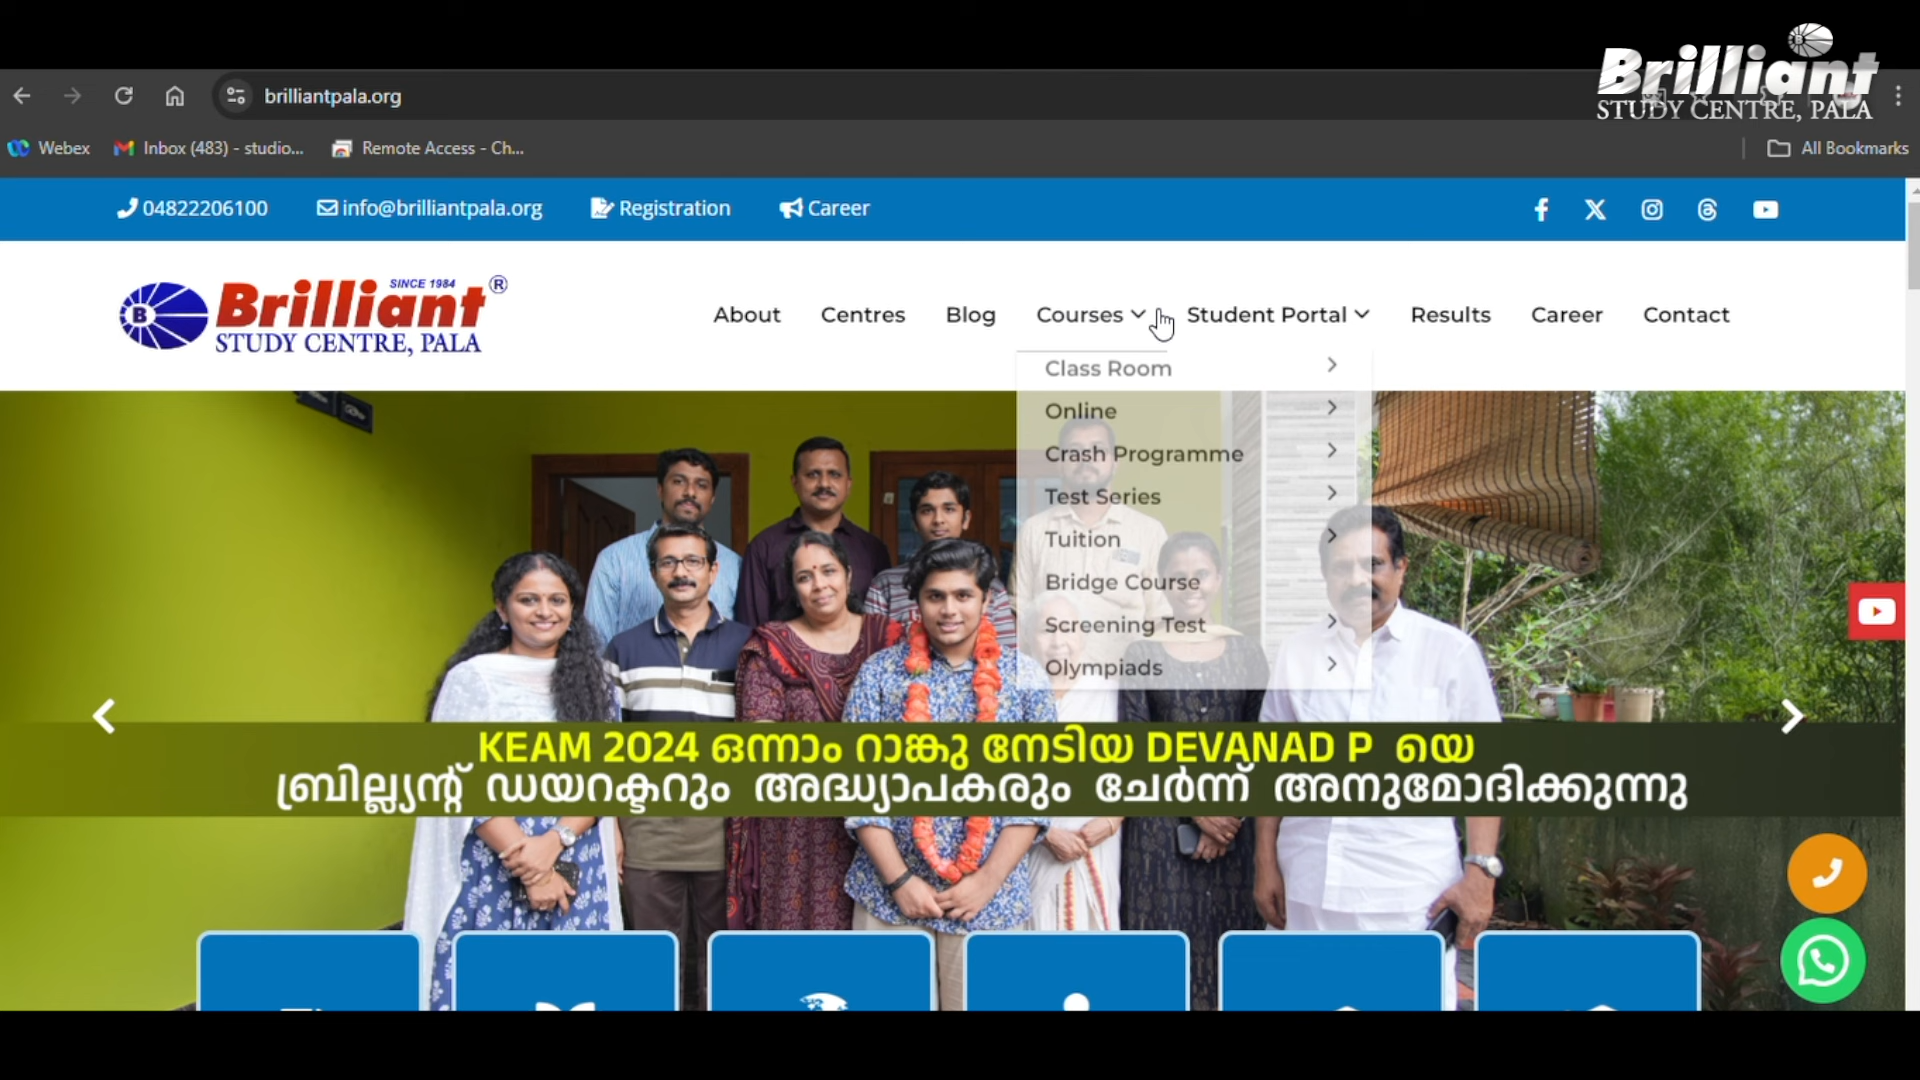 Brilliant
STUDY CENTRE, PALA
brilliantpala.org
Webex
Inbox (483) - studio...
Remote Access - Ch...
All Bookmarks
04822206100
info@brilliantpala.org
Registration
Career
SINCE 1984
Brilliant ®
STUDY CENTRE, PALA
B
About
Centres
Blog
Courses
Student Portal
Results
Career
Contact
Class Room
Online
Crash Programme
Test Series
Tuition
Bridge Course
Screening Test
Olympiads
KEAM 2024 ഒന്നാം റാങ്കു നേടിയ DEVANAD P യെ
ബ്രില്ല്യന്റ് ഡയറക്ടറും അദ്ധ്യാപകരും ചേർന്ന് അനുമോദിക്കുന്നു